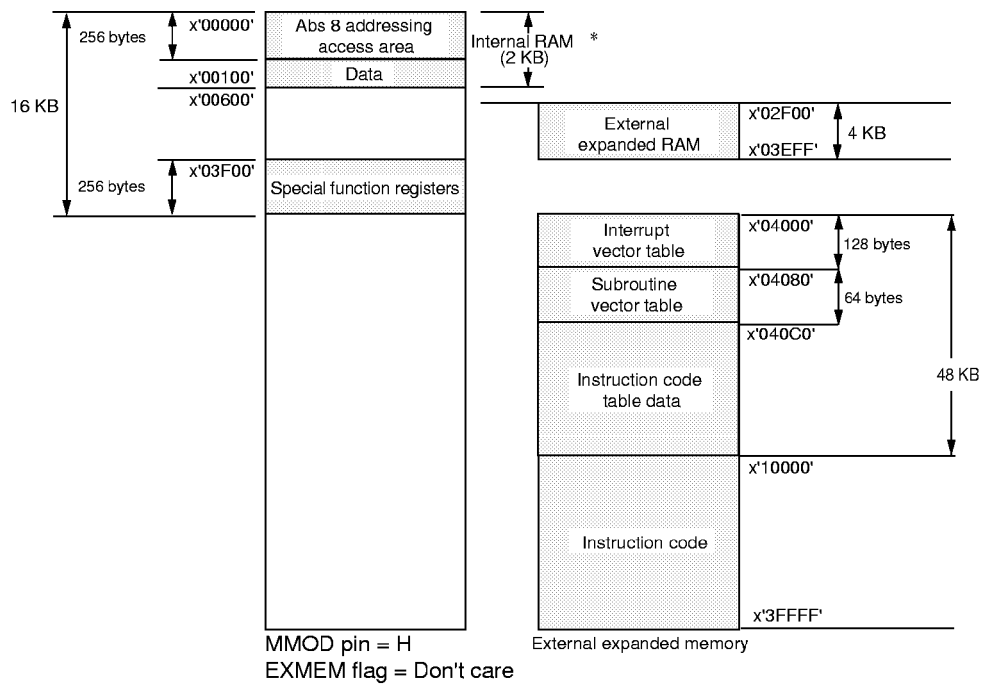 256 bytes
x'00000'
Abs 8 addressing
access area
Internal RAM *
(2 KB)
x'00100'
Data
16 KB
x'00600'
External
expanded RAM
x'02F00'
x'03EFF'
4 KB
256 bytes
x'03F00'
Special function registers
Interrupt
vector table
x'04000'
128 bytes
Subroutine
vector table
x'04080'
64 bytes
x'040C0'
Instruction code
table data
48 KB
x'10000'
Instruction code
x'3FFFF'
MMOD pin = H
EXMEM flag = Don't care
External expanded memory